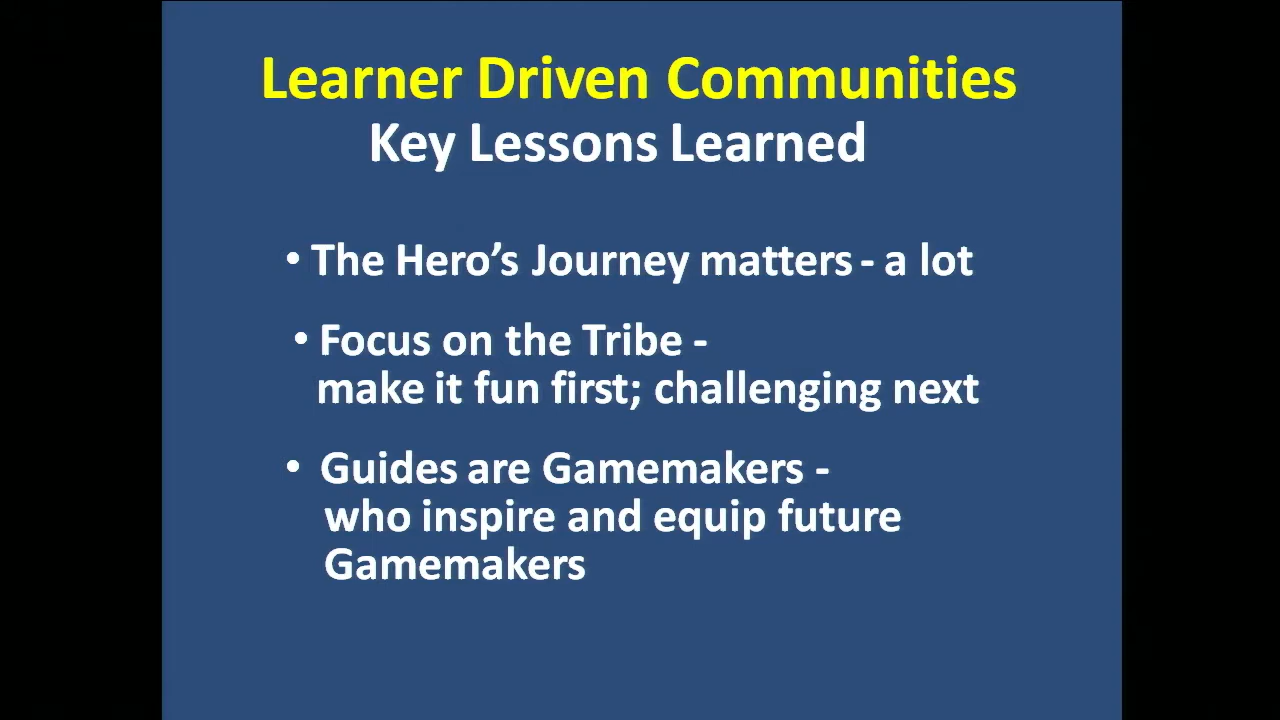 Learner Driven Communities
Key Lessons Learned
• The Hero’s Journey matters - a lot
• Focus on the Tribe -
make it fun first; challenging next
• Guides are Gamemakers -
who inspire and equip future
Gamemakers